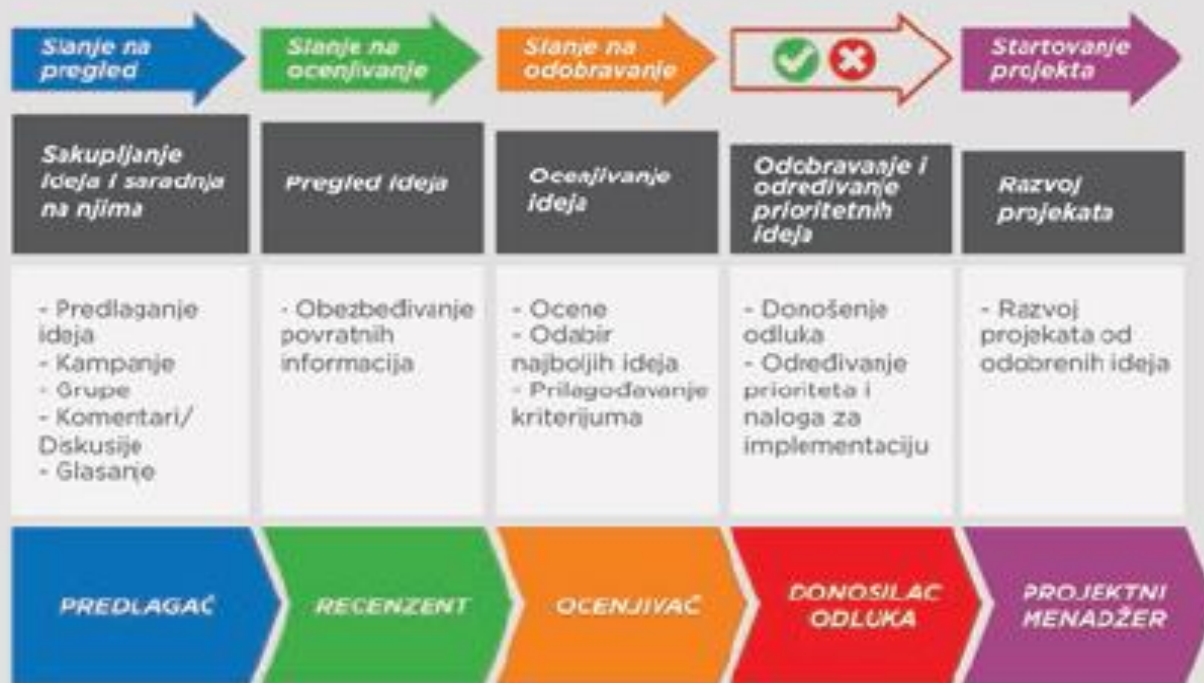 Slanje na
pregled
Slanje na
ocenjivanje
Slanje na
odobravanje
Startovanje
projekta
Sakupljanje
ideja i saradnja
na njima
Pregled ideja
Ocenjivanje
ideja
Odobravanje i
određivanje
prioritetnih
ideja
Razvoj
projekata
- Predlaganje
ideja
- Kampanje
- Grupe
- Komentari/
Diskusije
- Glasanje
- Obezbeđivanje
povratnih
informacija
- Ocene
- Odabir
najboljih ideja
- Prilagođavanje
kriterijuma
- Donošenje
odluka
- Određivanje
prioriteta i
naloga za
implementaciju
- Razvoj
projekata od
odobrenih ideja
PREDLAGAČ
RECENZENT
OCENJIVAČ
DONOSILAC
ODLUKA
PROJEKTNI
MENADŽER